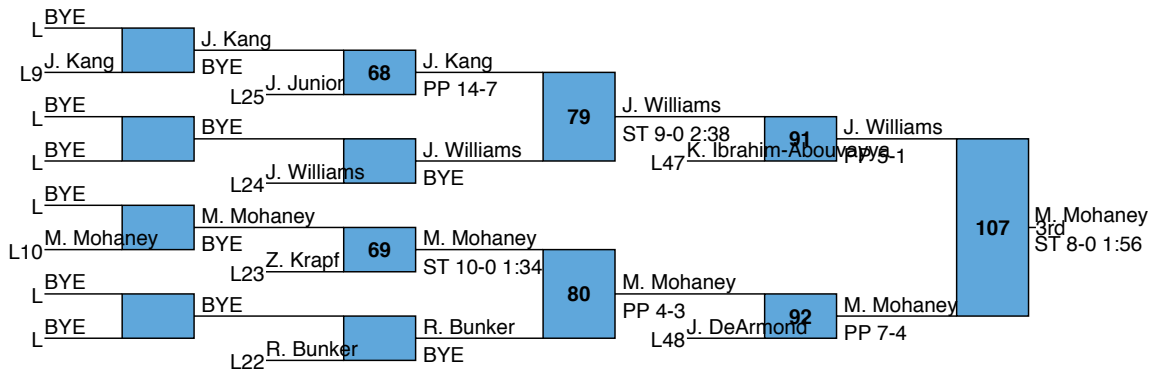 BYE
L
J. Kang
BYE
J. Kang
L9
68
J. Junior
L25
J. Kang
PP 14-7
BYE
L
BYE
BYE
L
J. Williams
L24
J. Williams
BYE
79
J. Williams
ST 9-0 2:38
91
K. Ibrahim-Abouvayye
L47
J. Williams
PP 5-1
BYE
L
M. Mohaney
BYE
M. Mohaney
L10
69
Z. Krapf
L23
M. Mohaney
ST 10-0 1:34
107
M. Mohaney
3rd
ST 8-0 1:56
80
M. Mohaney
PP 4-3
92
J. DeArmond
L48
M. Mohaney
PP 7-4
BYE
L
BYE
BYE
L
R. Bunker
L22
R. Bunker
BYE